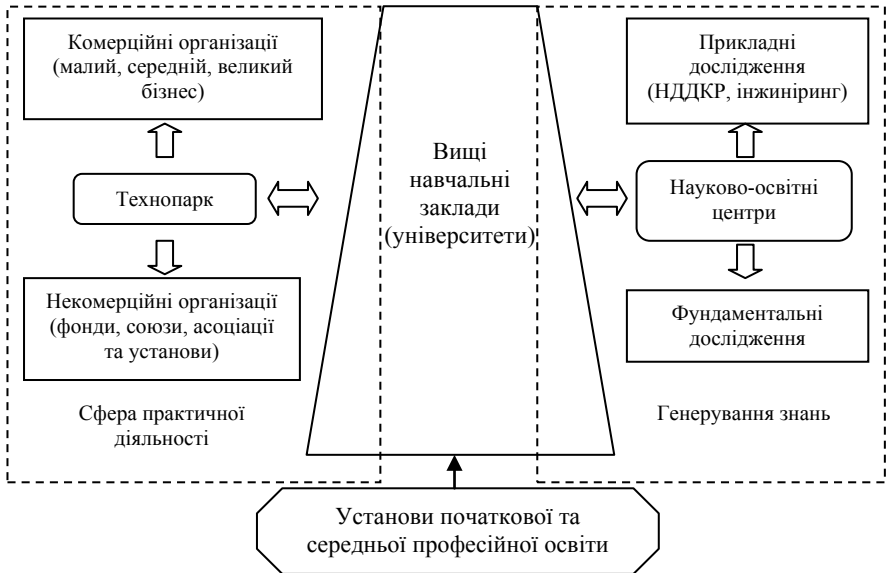 Комерційні організації
(малий, середній, великий
бізнес)
Технопарк
Некомерційні організації
(фонди, союзи, асоціації
та установи)
Сфера практичної
діяльності
Вищі
навчальні
заклади
(університети)
Прикладні
дослідження
(НДДКР, інжиніринг)
Науково-освітні
центри
Фундаментальні
дослідження
Генерування знань
Установи початкової та
середньої професійної освіти